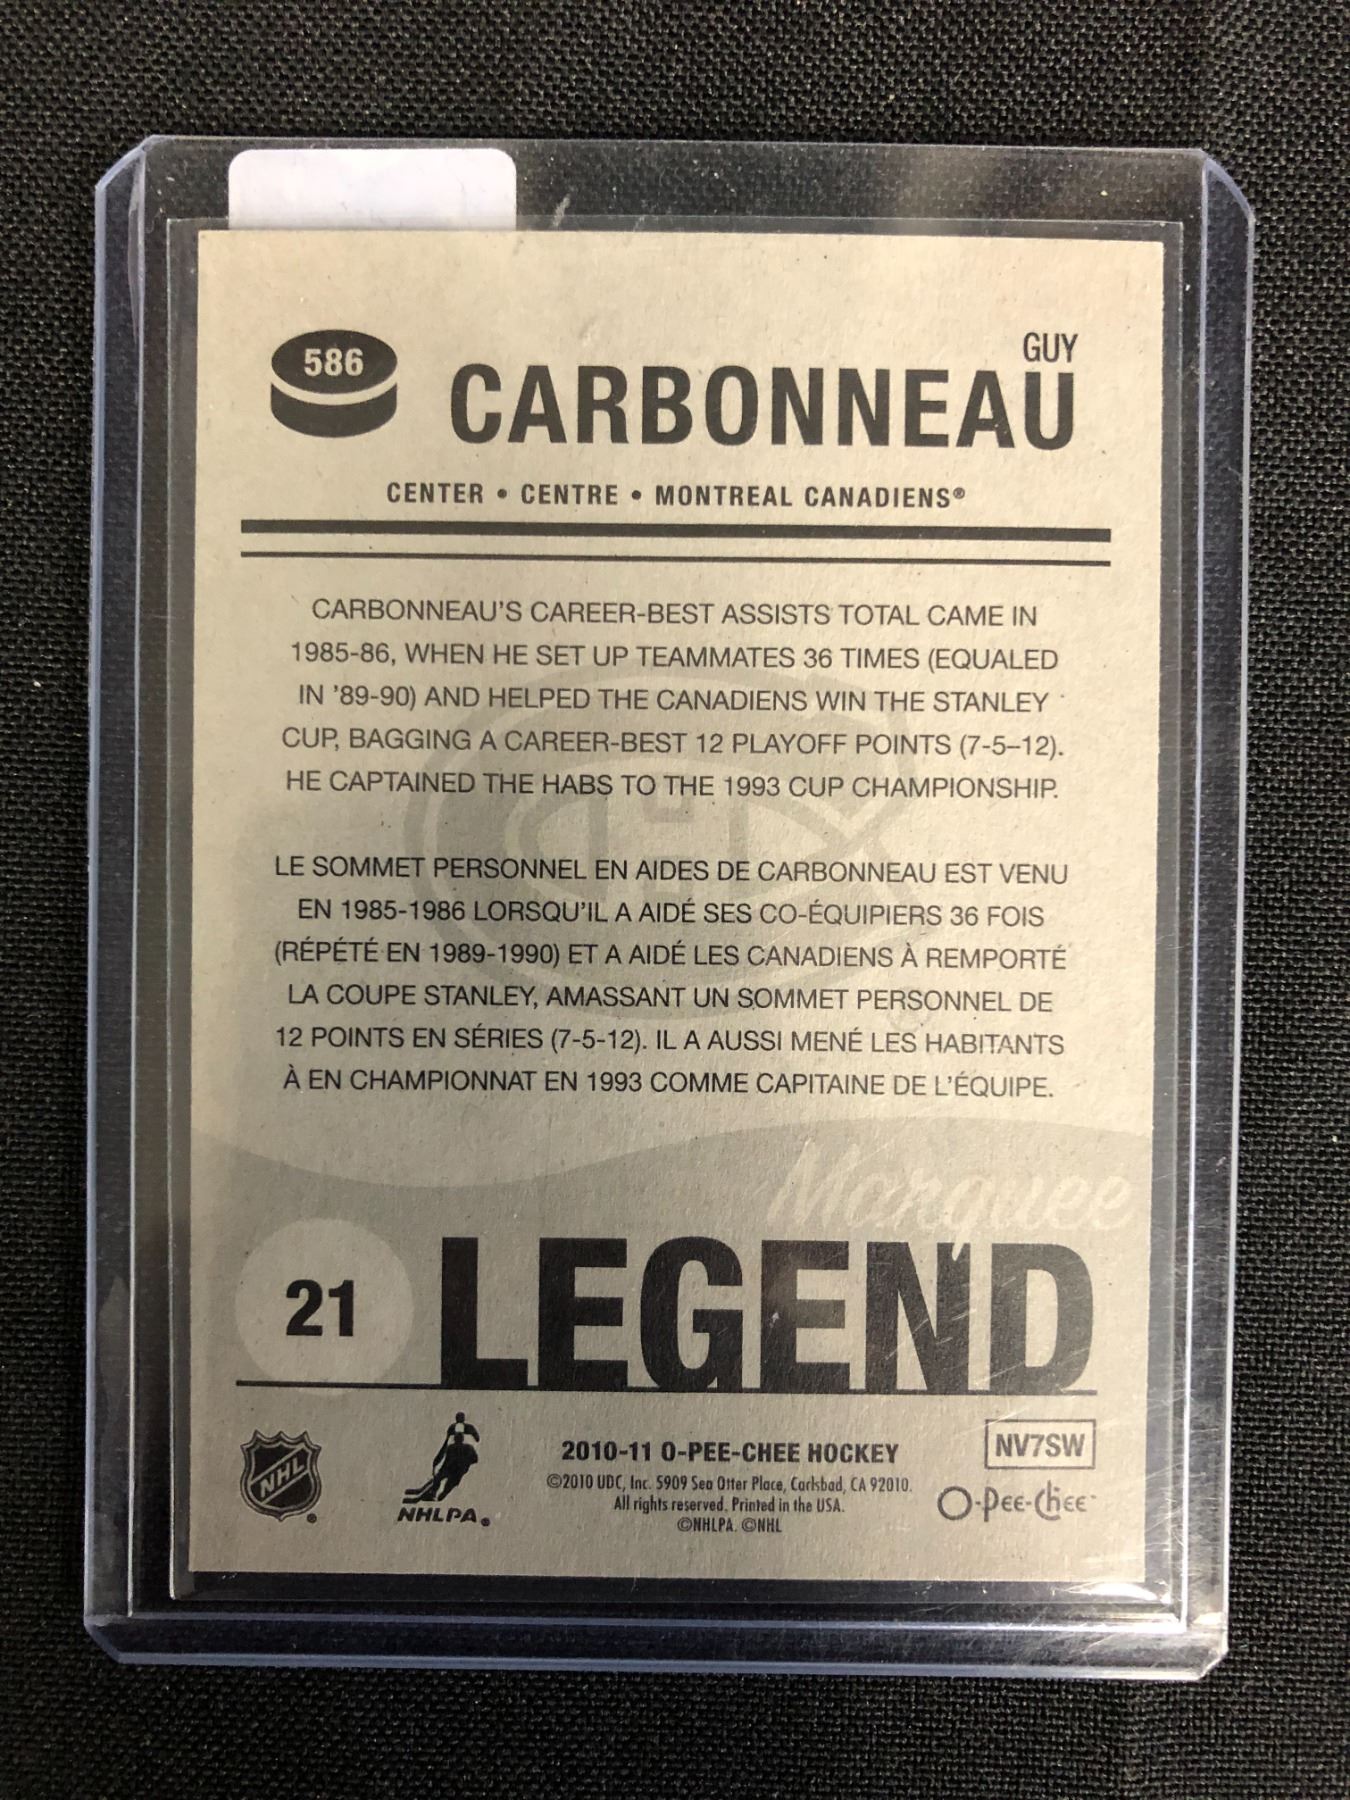 586
GUY
CARBONNEAU
CENTER • CENTRE • MONTREAL CANADIENS®
CARBONNEAU'S CAREER-BEST ASSISTS TOTAL CAME IN
1985-86, WHEN HE SET UP TEAMMATES 36 TIMES (EQUALED
IN '89-90) AND HELPED THE CANADIENS WIN THE STANLEY
CUP, BAGGING A CAREER-BEST 12 PLAYOFF POINTS (7-5–12).
HE CAPTAINED THE HABS TO THE 1993 CUP CHAMPIONSHIP.
LE SOMMET PERSONNEL EN AIDES DE CARBONNEAU EST VENU
EN 1985-1986 LORSQU'IL A AIDÉ SES CO-ÉQUIPIERS 36 FOIS
(RÉPÉTÉ EN 1989-1990) ET A AIDÉ LES CANADIENS À REMPORTÉ
LA COUPE STANLEY, AMASSANT UN SOMMET PERSONNEL DE
12 POINTS EN SÉRIES (7-5-12). IL A AUSSI MENÉ LES HABITANTS
À EN CHAMPIONNAT EN 1993 COMME CAPITAINE DE L'ÉQUIPE.
Marquee
21 LEGEND
NHL
NHLPA
2010-11 O-PEE-CHEE HOCKEY
©2010 UDC, Inc. 5909 Sea Otter Place, Carlsbad, CA 92010.
All rights reserved. Printed in the USA.
©NHLPA. ©NHL
NV7SW
O-Pee-Chee